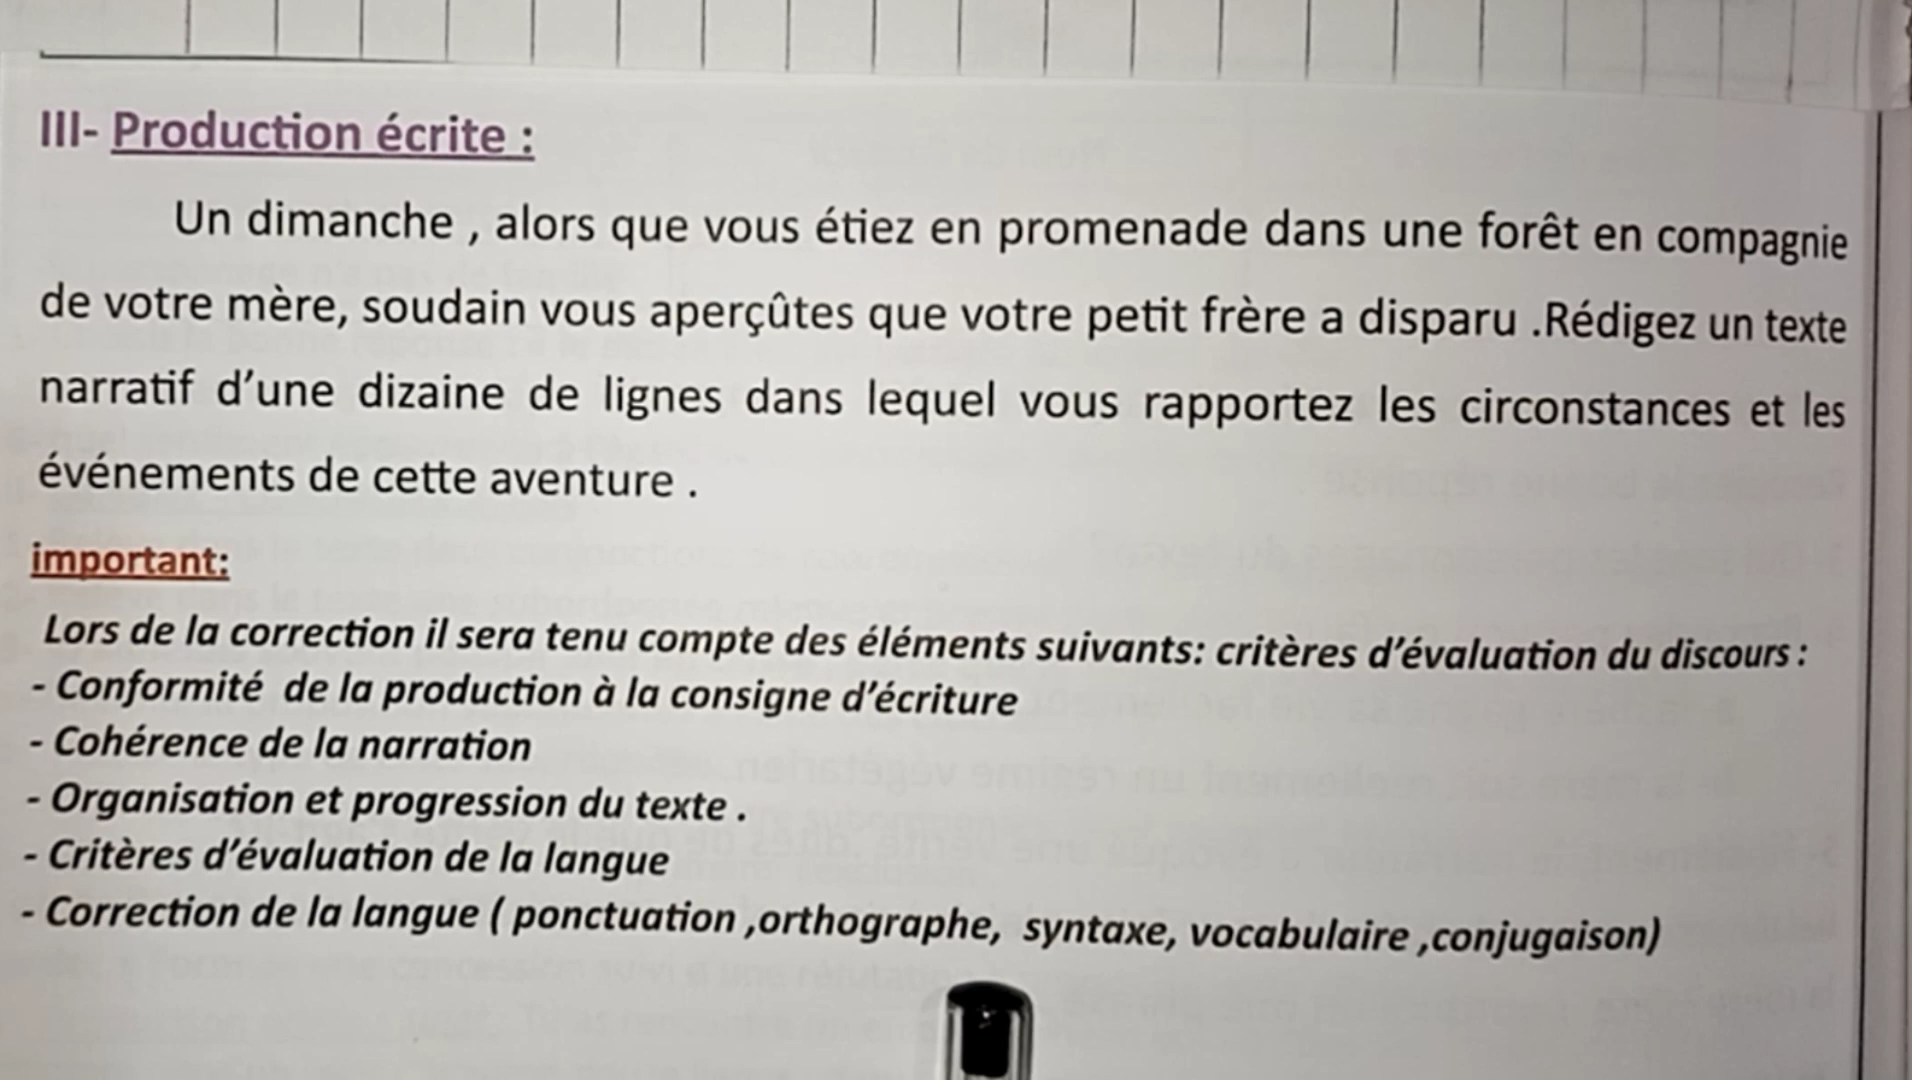 III- Production écrite :
Un dimanche , alors que vous étiez en promenade dans une forêt en compagnie
de votre mère, soudain vous aperçûtes que votre petit frère a disparu .Rédigez un texte
narratif d'une dizaine de lignes dans lequel vous rapportez les circonstances et les
événements de cette aventure .
important:
Lors de la correction il sera tenu compte des éléments suivants: critères d'évaluation du discours :
- Conformité de la production à la consigne d'écriture
- Cohérence de la narration
- Organisation et progression du texte .
- Critères d'évaluation de la langue
- Correction de la langue ( ponctuation ,orthographe, syntaxe, vocabulaire ,conjugaison)